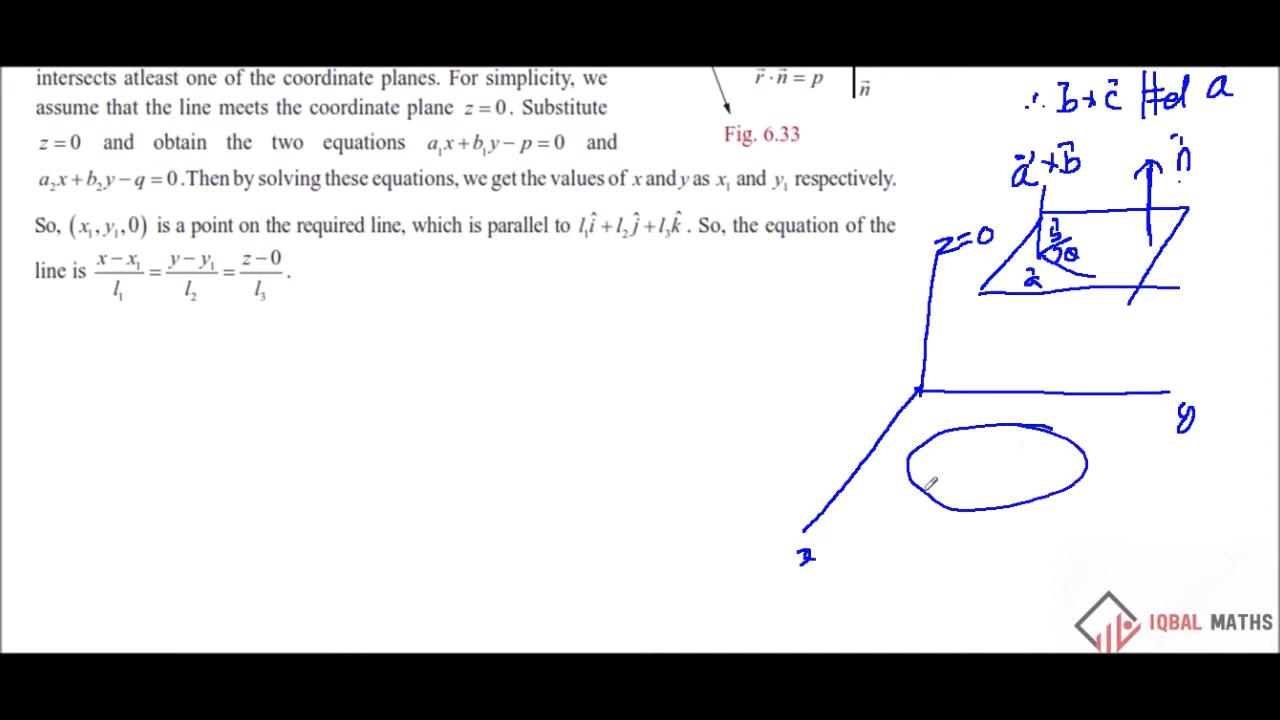 intersects atleast one of the coordinate planes. For simplicity, we
assume that the line meets the coordinate plane z = 0. Substitute
z = 0 and obtain the two equations a₁x + b₁y − p = 0 and
a₂x + b₂y − q = 0. Then by solving these equations, we get the values of x and y as x₁ and y₁ respectively.
So, (x₁, y₁, 0) is a point on the required line, which is parallel to l₁î + l₂ĵ + l₃k̂. So, the equation of the
line is (x − x₁)/l₁ = (y − y₁)/l₂ = (z − 0)/l₃.
r⃗ · n⃗ = p
n⃗
Fig. 6.33
∴ b⃗ × c⃗ ∥el a⃗
a⃗ × b⃗
n⃗
b⃗
θ
a⃗
z=0
y
x
IQBAL MATHS